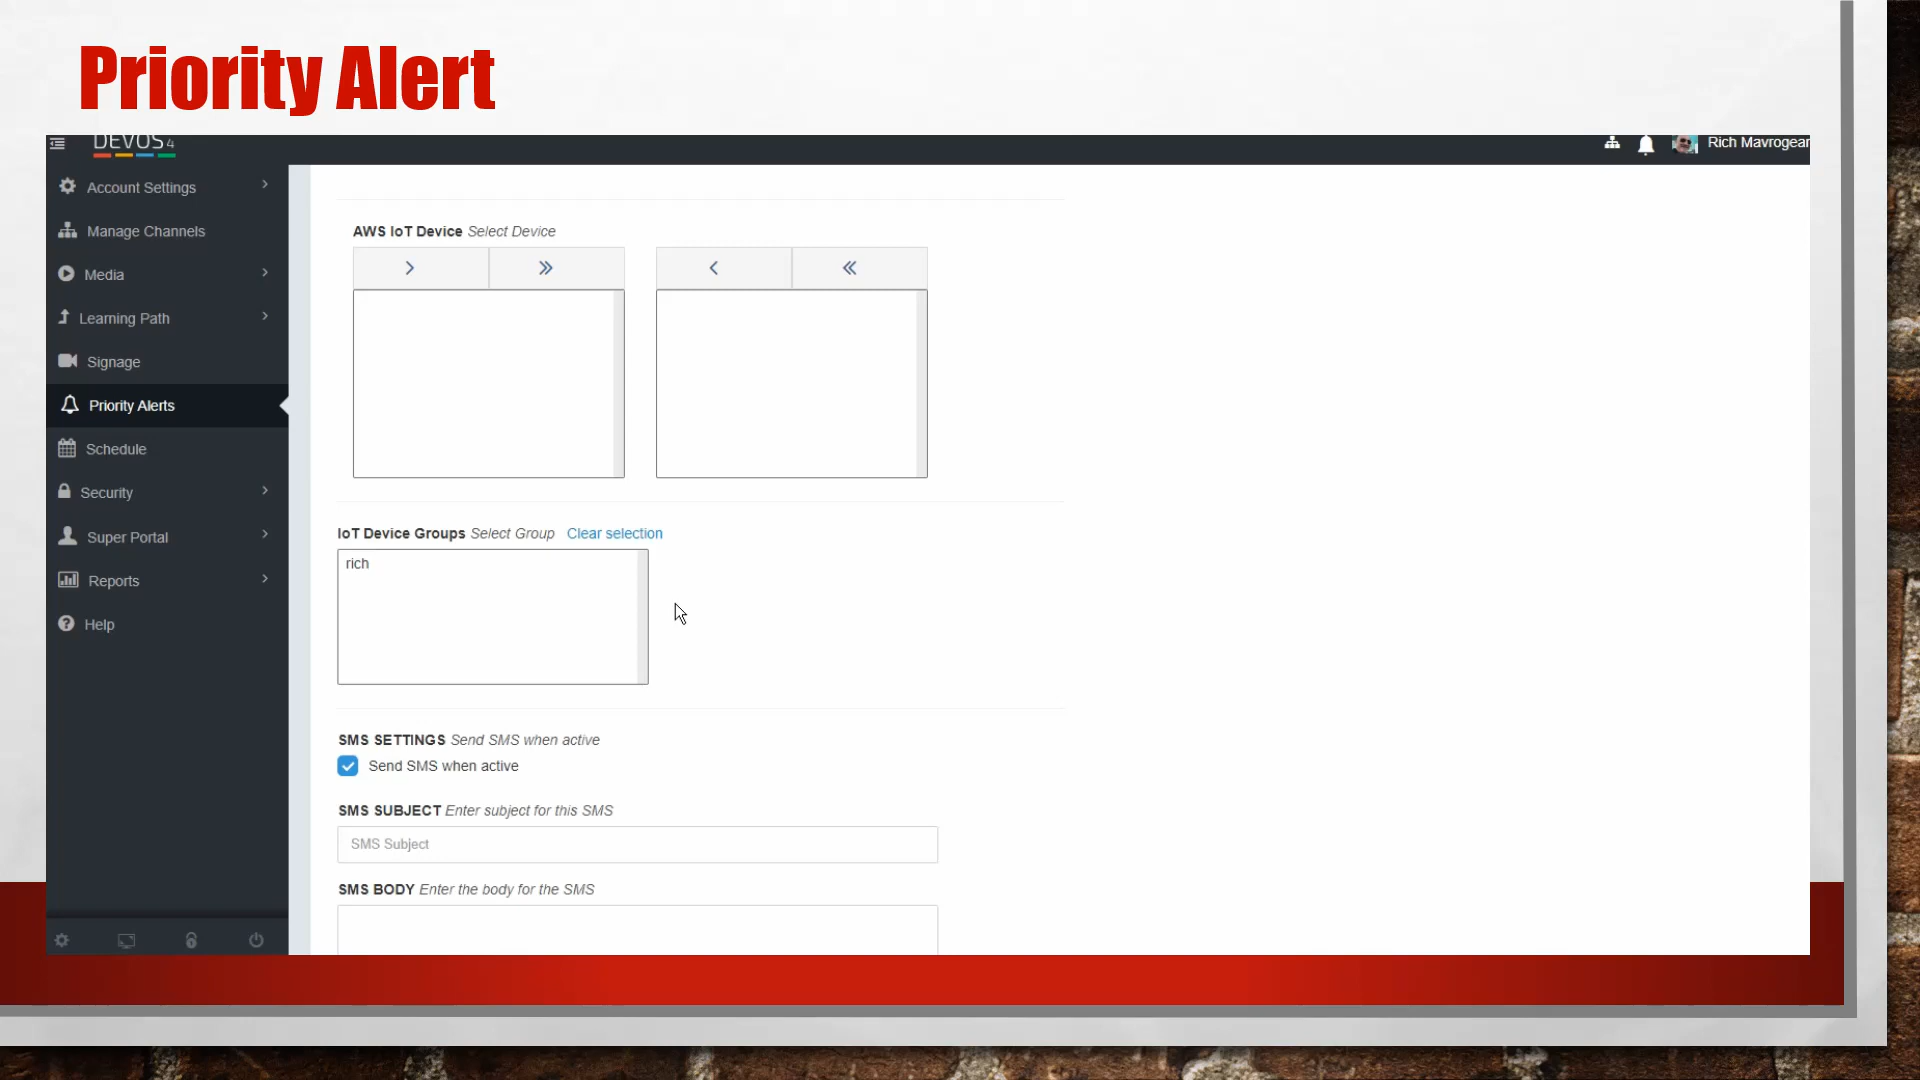 Priority Alert
DEVOS4
Rich Mavrogear
Account Settings
Manage Channels
Media
Learning Path
Signage
Priority Alerts
Schedule
Security
Super Portal
Reports
Help
AWS IoT Device Select Device
IoT Device Groups Select Group Clear selection
rich
SMS SETTINGS Send SMS when active
Send SMS when active
SMS SUBJECT Enter subject for this SMS
SMS Subject
SMS BODY Enter the body for the SMS